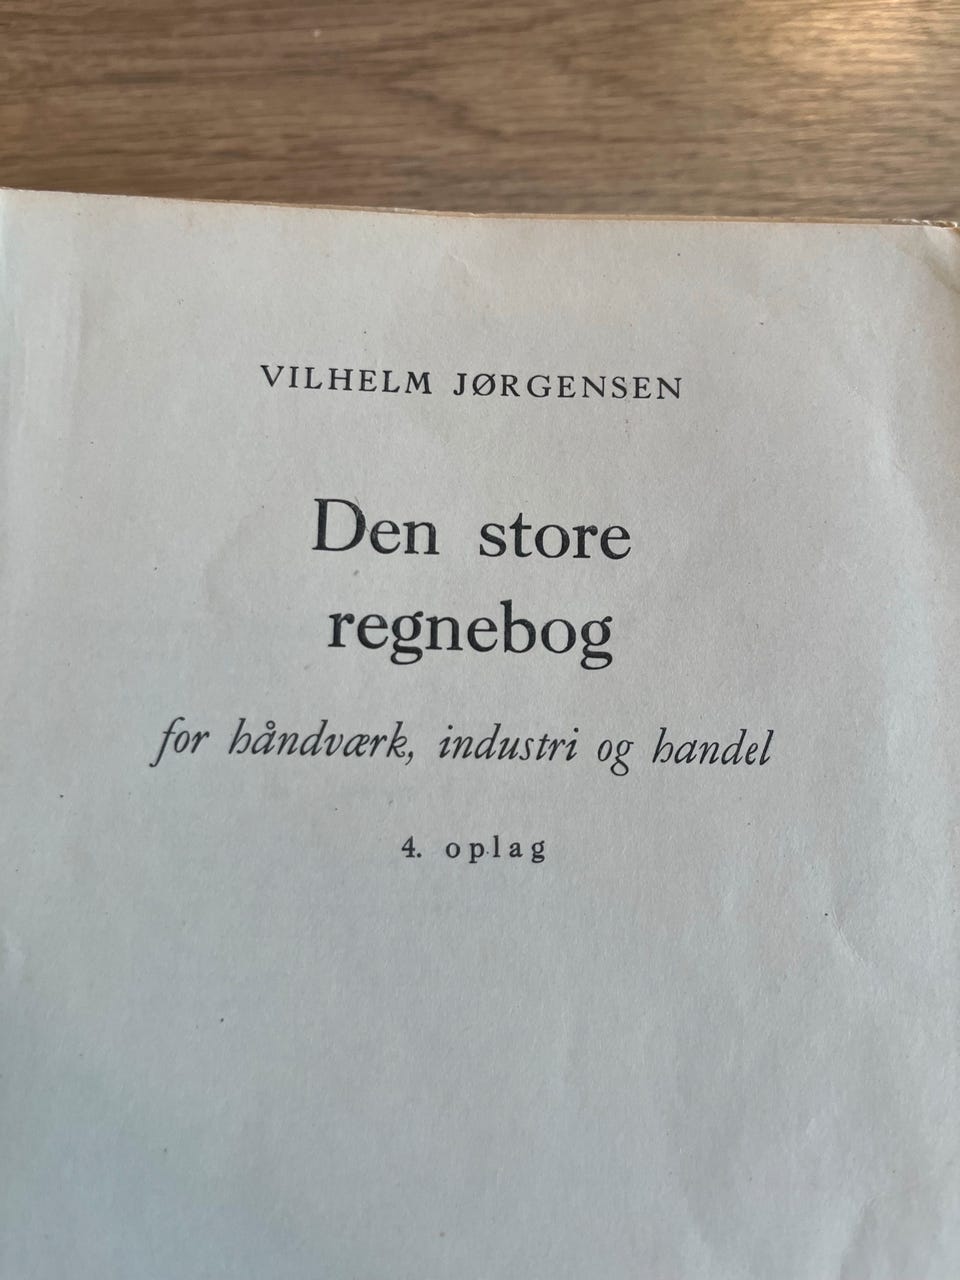 VILHELM JØRGENSEN
Den store
regnebog
for håndværk, industri og handel
4. oplag